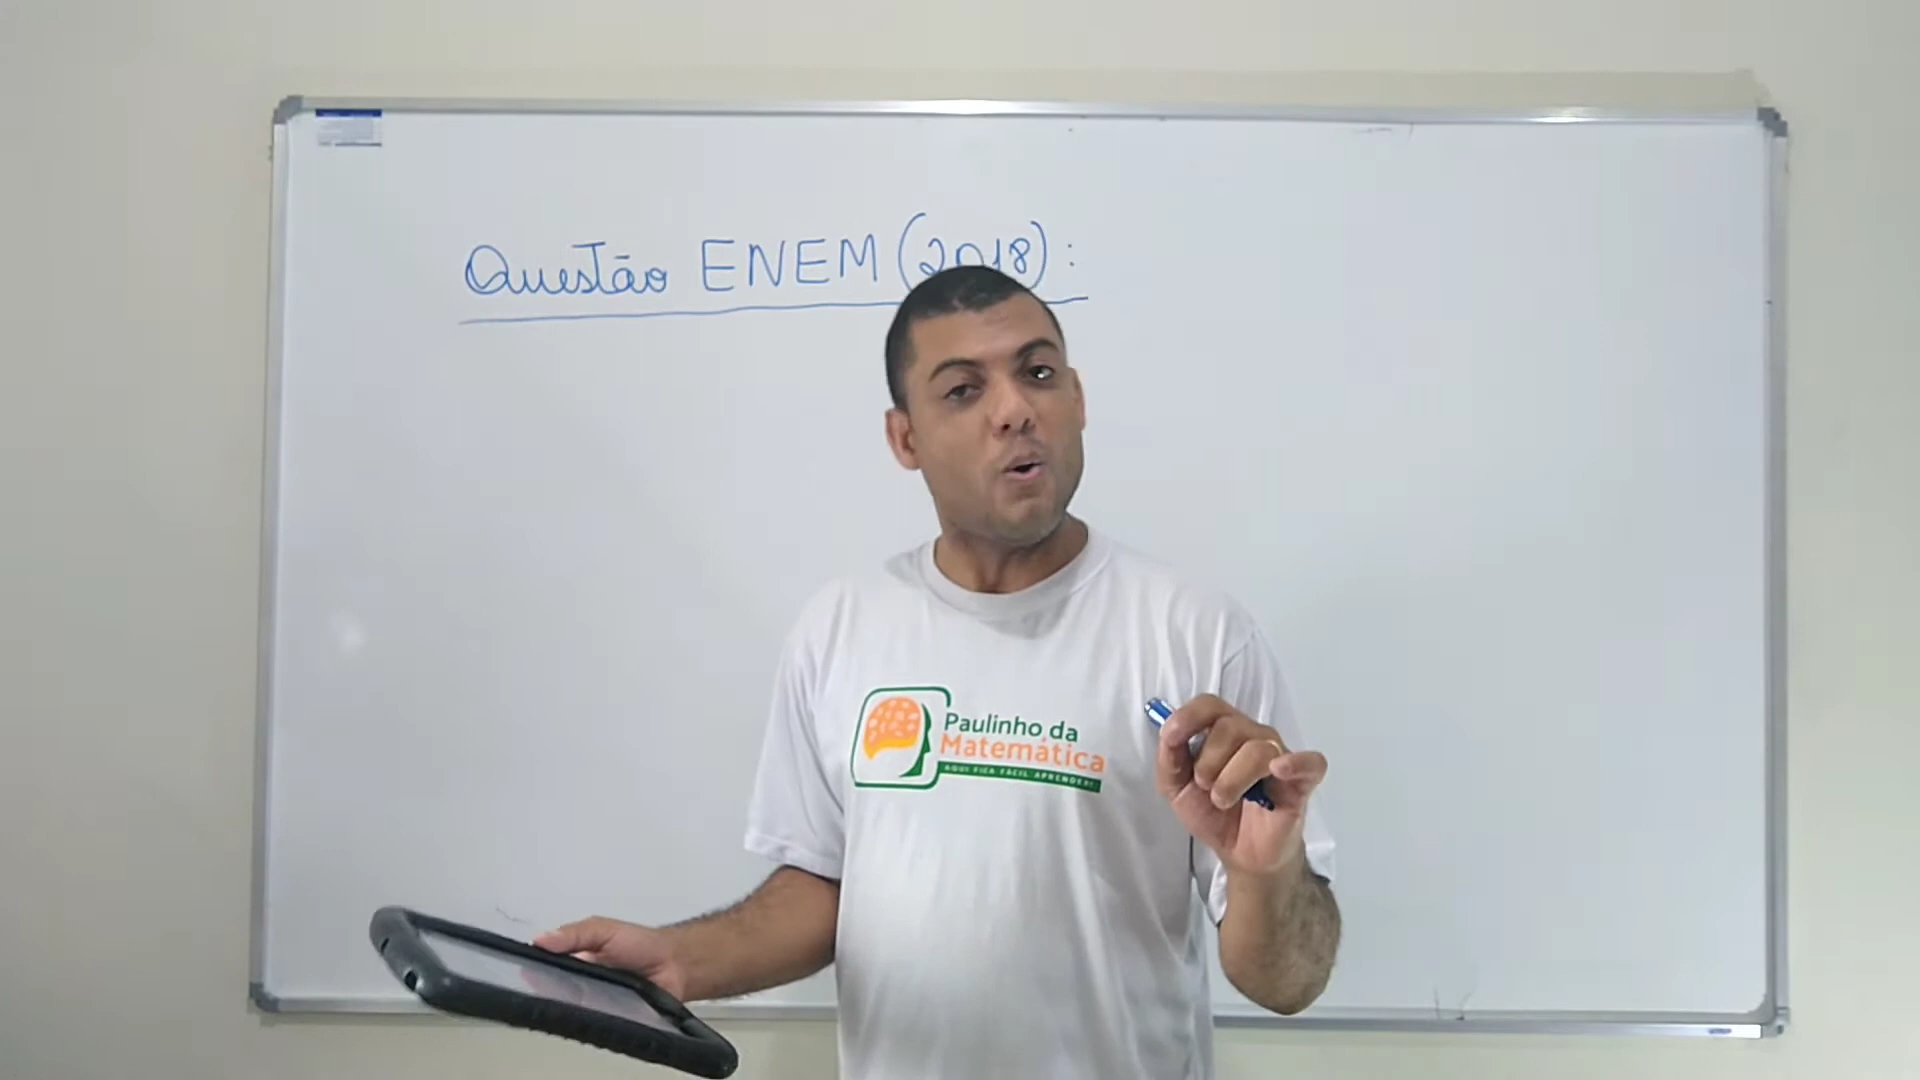 Questão ENEM (2018):
Paulinho da
Matemática
AQUI FICA FÁCIL APRENDER!